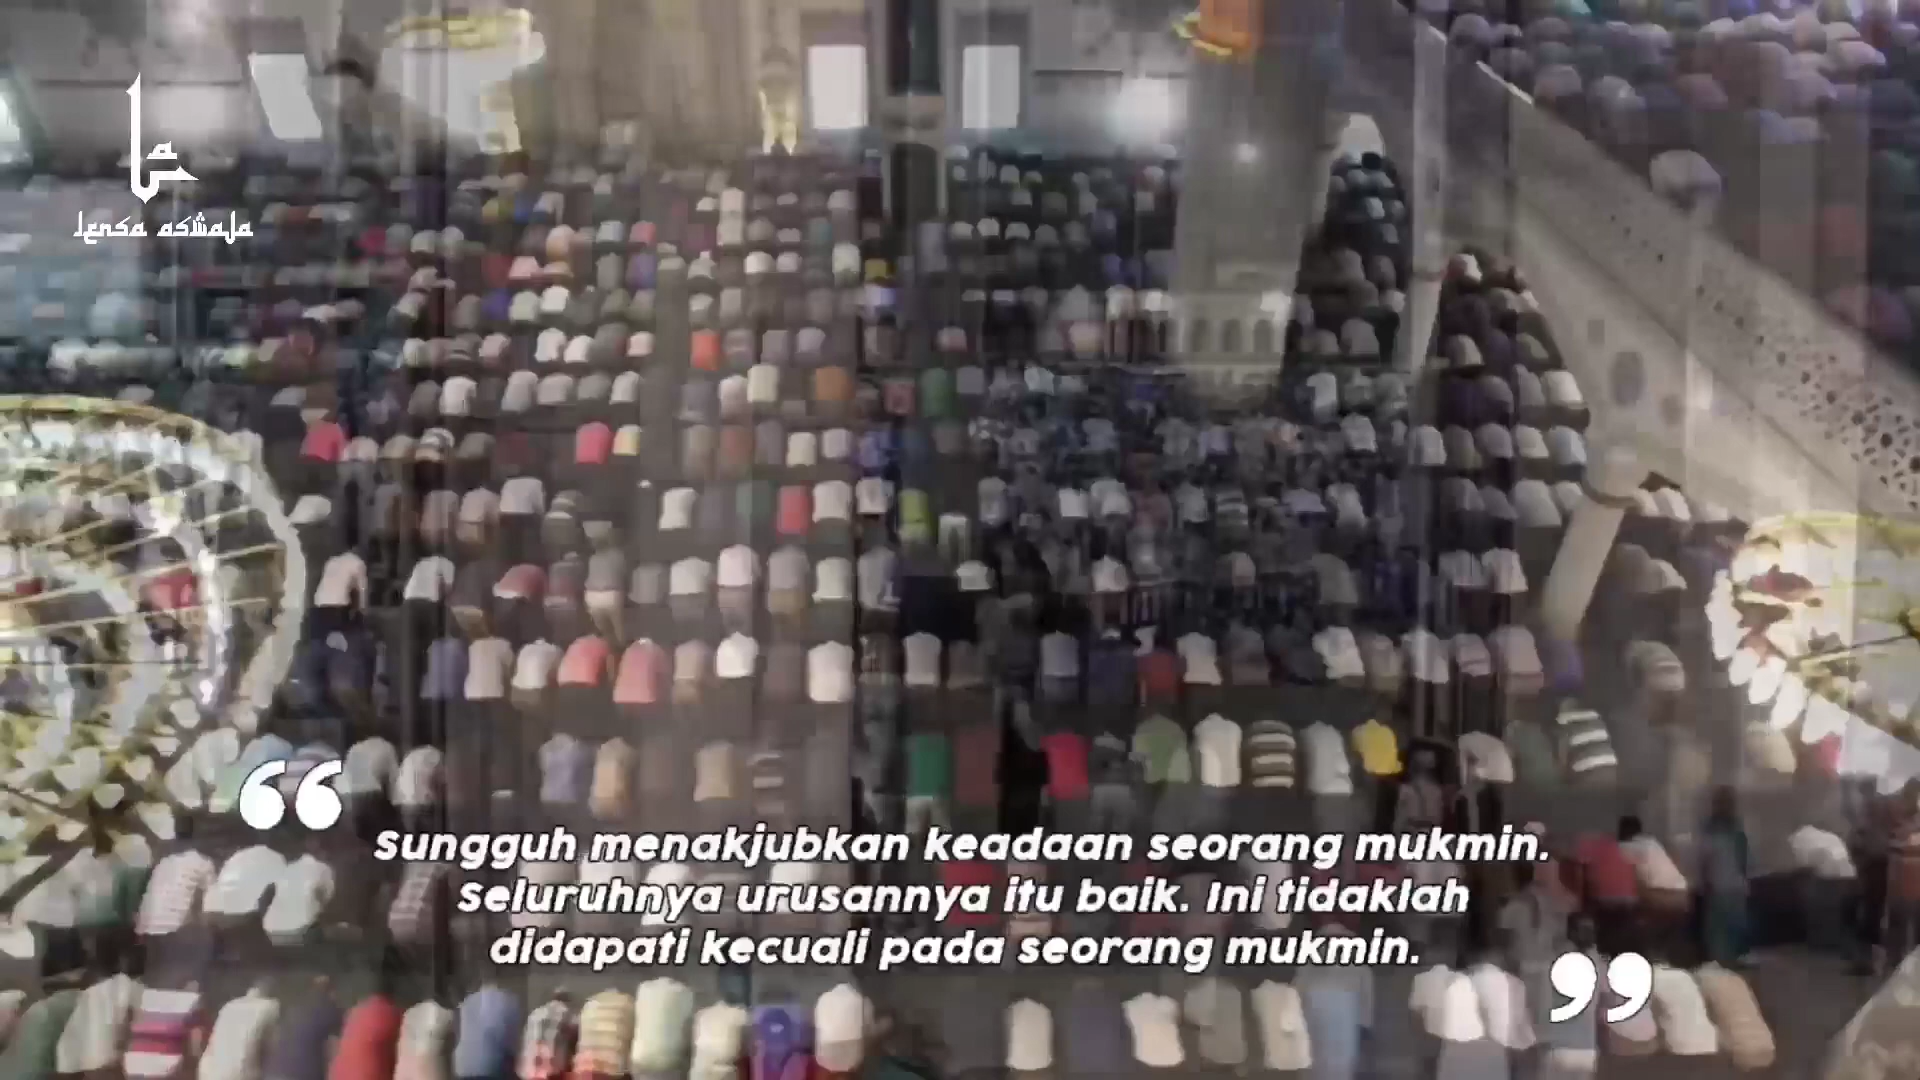 Lensa aswaja
Sungguh menakjubkan keadaan seorang mukmin.
Seluruhnya urusannya itu baik. Ini tidaklah
didapati kecuali pada seorang mukmin.